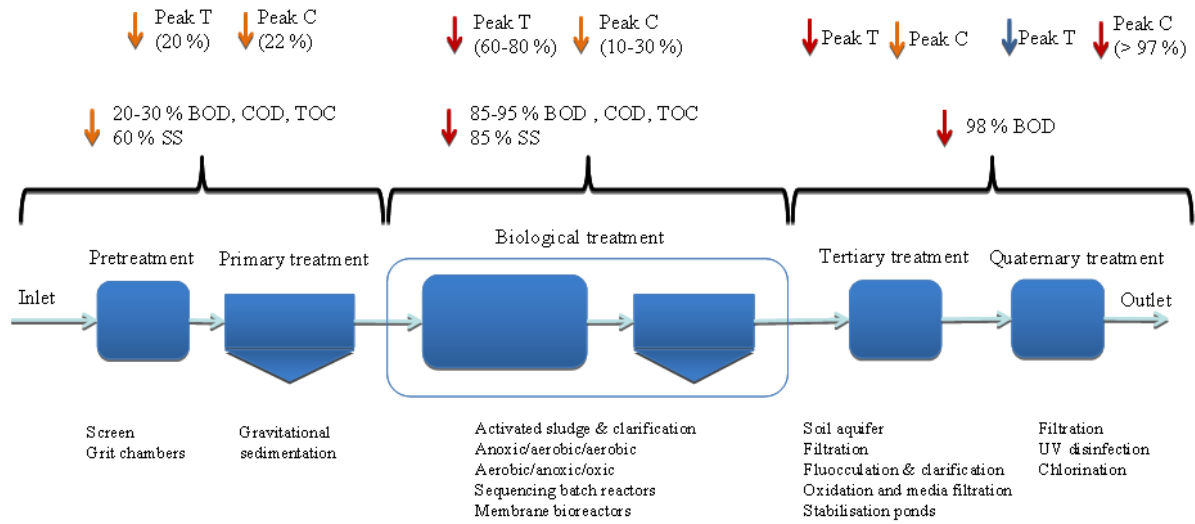 Peak T
(20 %)
Peak C
(22 %)
Peak T
(60-80 %)
Peak C
(10-30 %)
Peak T
Peak C
Peak T
Peak C
(> 97 %)
20-30 % BOD, COD, TOC
60 % SS
85-95 % BOD , COD, TOC
85 % SS
98 % BOD
Biological treatment
Pretreatment
Primary treatment
Tertiary treatment
Quaternary treatment
Inlet
Outlet
Screen
Grit chambers
Gravitational
sedimentation
Activated sludge & clarification
Anoxic/aerobic/aerobic
Aerobic/anoxic/oxic
Sequencing batch reactors
Membrane bioreactors
Soil aquifer
Filtration
Fluocculation & clarification
Oxidation and media filtration
Stabilisation ponds
Filtration
UV disinfection
Chlorination